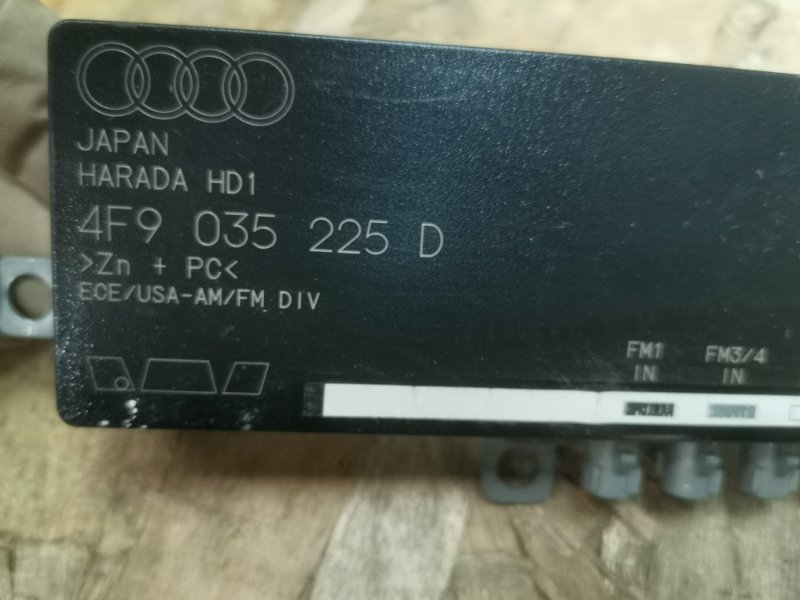 JAPAN
HARADA HD1
4F9 035 225 D
>Zn + PC<
ECE/USA-AM/FM DIV
FM1 FM3/4
IN IN